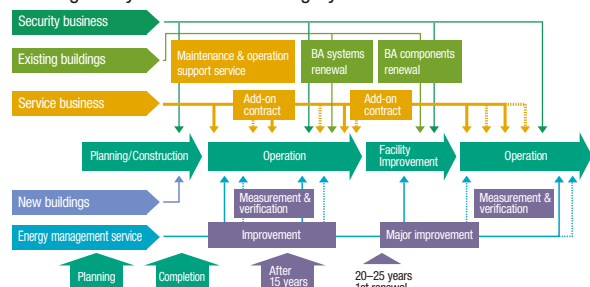 Security business
Existing buildings
Maintenance & operation
support service
BA systems
renewal
BA components
renewal
Service business
Add-on
contract
Add-on
contract
Planning/Construction
Operation
Facility
Improvement
Operation
New buildings
Measurement &
verification
Measurement &
verification
Energy management service
Improvement
Major improvement
Planning
Completion
After
15 years
20–25 years
1st renewal